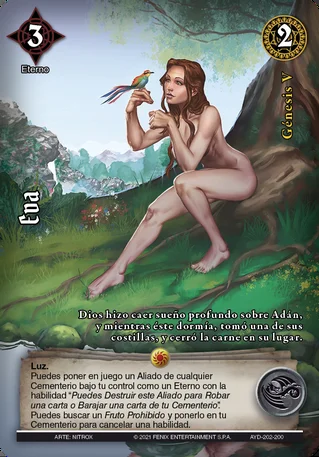 3
2
Eterno
Génesis V
Eva
Dios hizo caer sueño profundo sobre Adán,
y mientras éste dormía, tomó una de sus
costillas, y cerró la carne en su lugar.
Luz.
Puedes poner en juego un Aliado de cualquier
Cementerio bajo tu control como un Eterno con la
habilidad “Puedes Destruir este Aliado para Robar
una carta o Barajar una carta de tu Cementerio”.
Puedes buscar un Fruto Prohibido y ponerlo en tu
Cementerio para cancelar una habilidad.
ARTE: NITROX
© 2021 FENIX ENTERTAINMENT S.P.A.
AYD-202-200